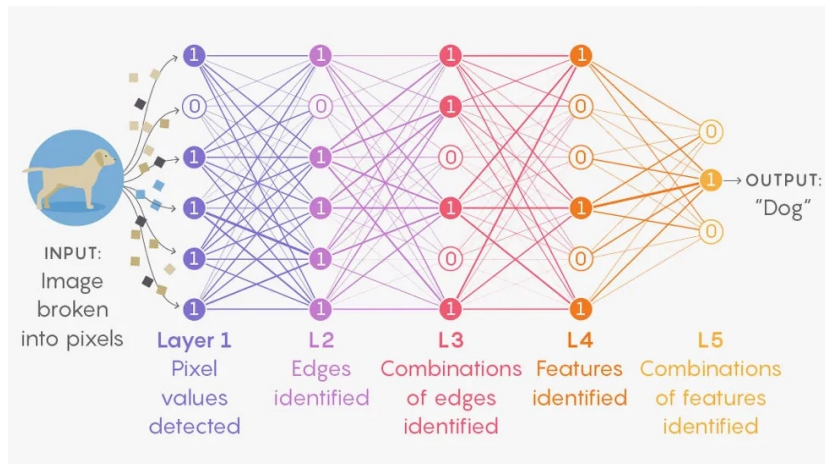 1 1 1 1
0 0 1 0 0
1 1 0 0
1 → OUTPUT:
1 1 1 1 "Dog"
0
INPUT:
1 1 0 0
Image
broken
into pixels
1 1 1 1
Layer 1
Pixel
values
detected
L2
Edges
identified
L3
Combinations
of edges
identified
L4
Features
identified
L5
Combinations
of features
identified